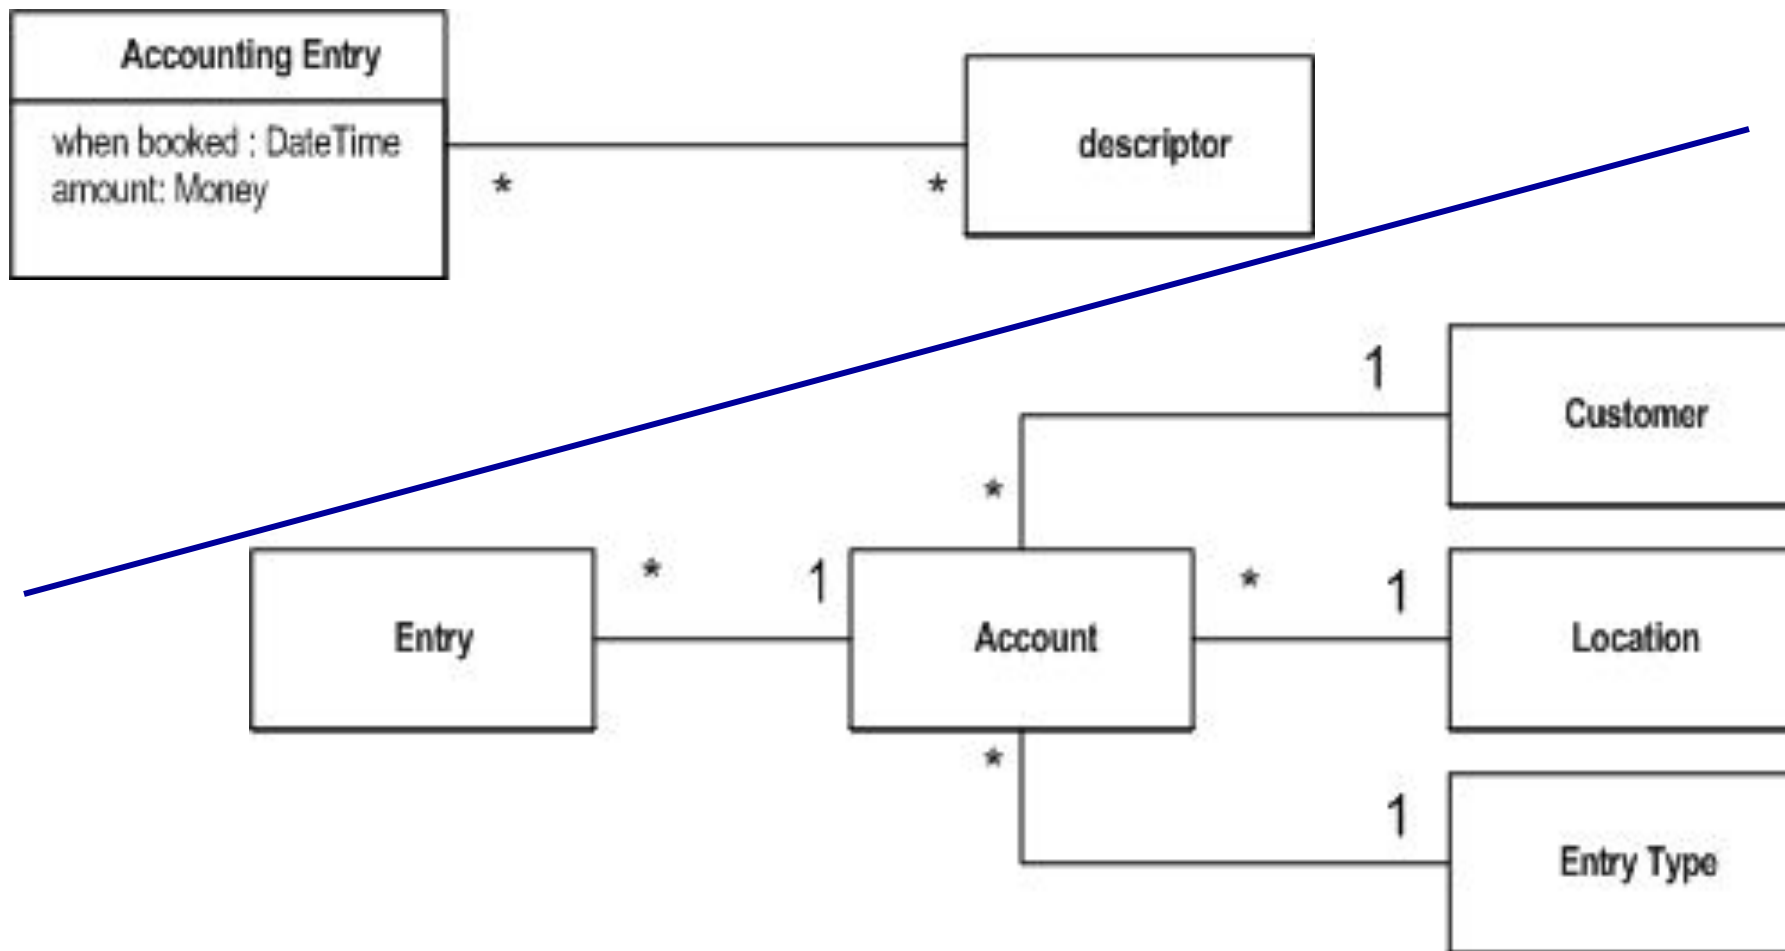 Accounting Entry
when booked : DateTime
amount: Money
* *
descriptor
1
Customer
*
* 1
* 1
Entry
Account
Location
*
1
Entry Type